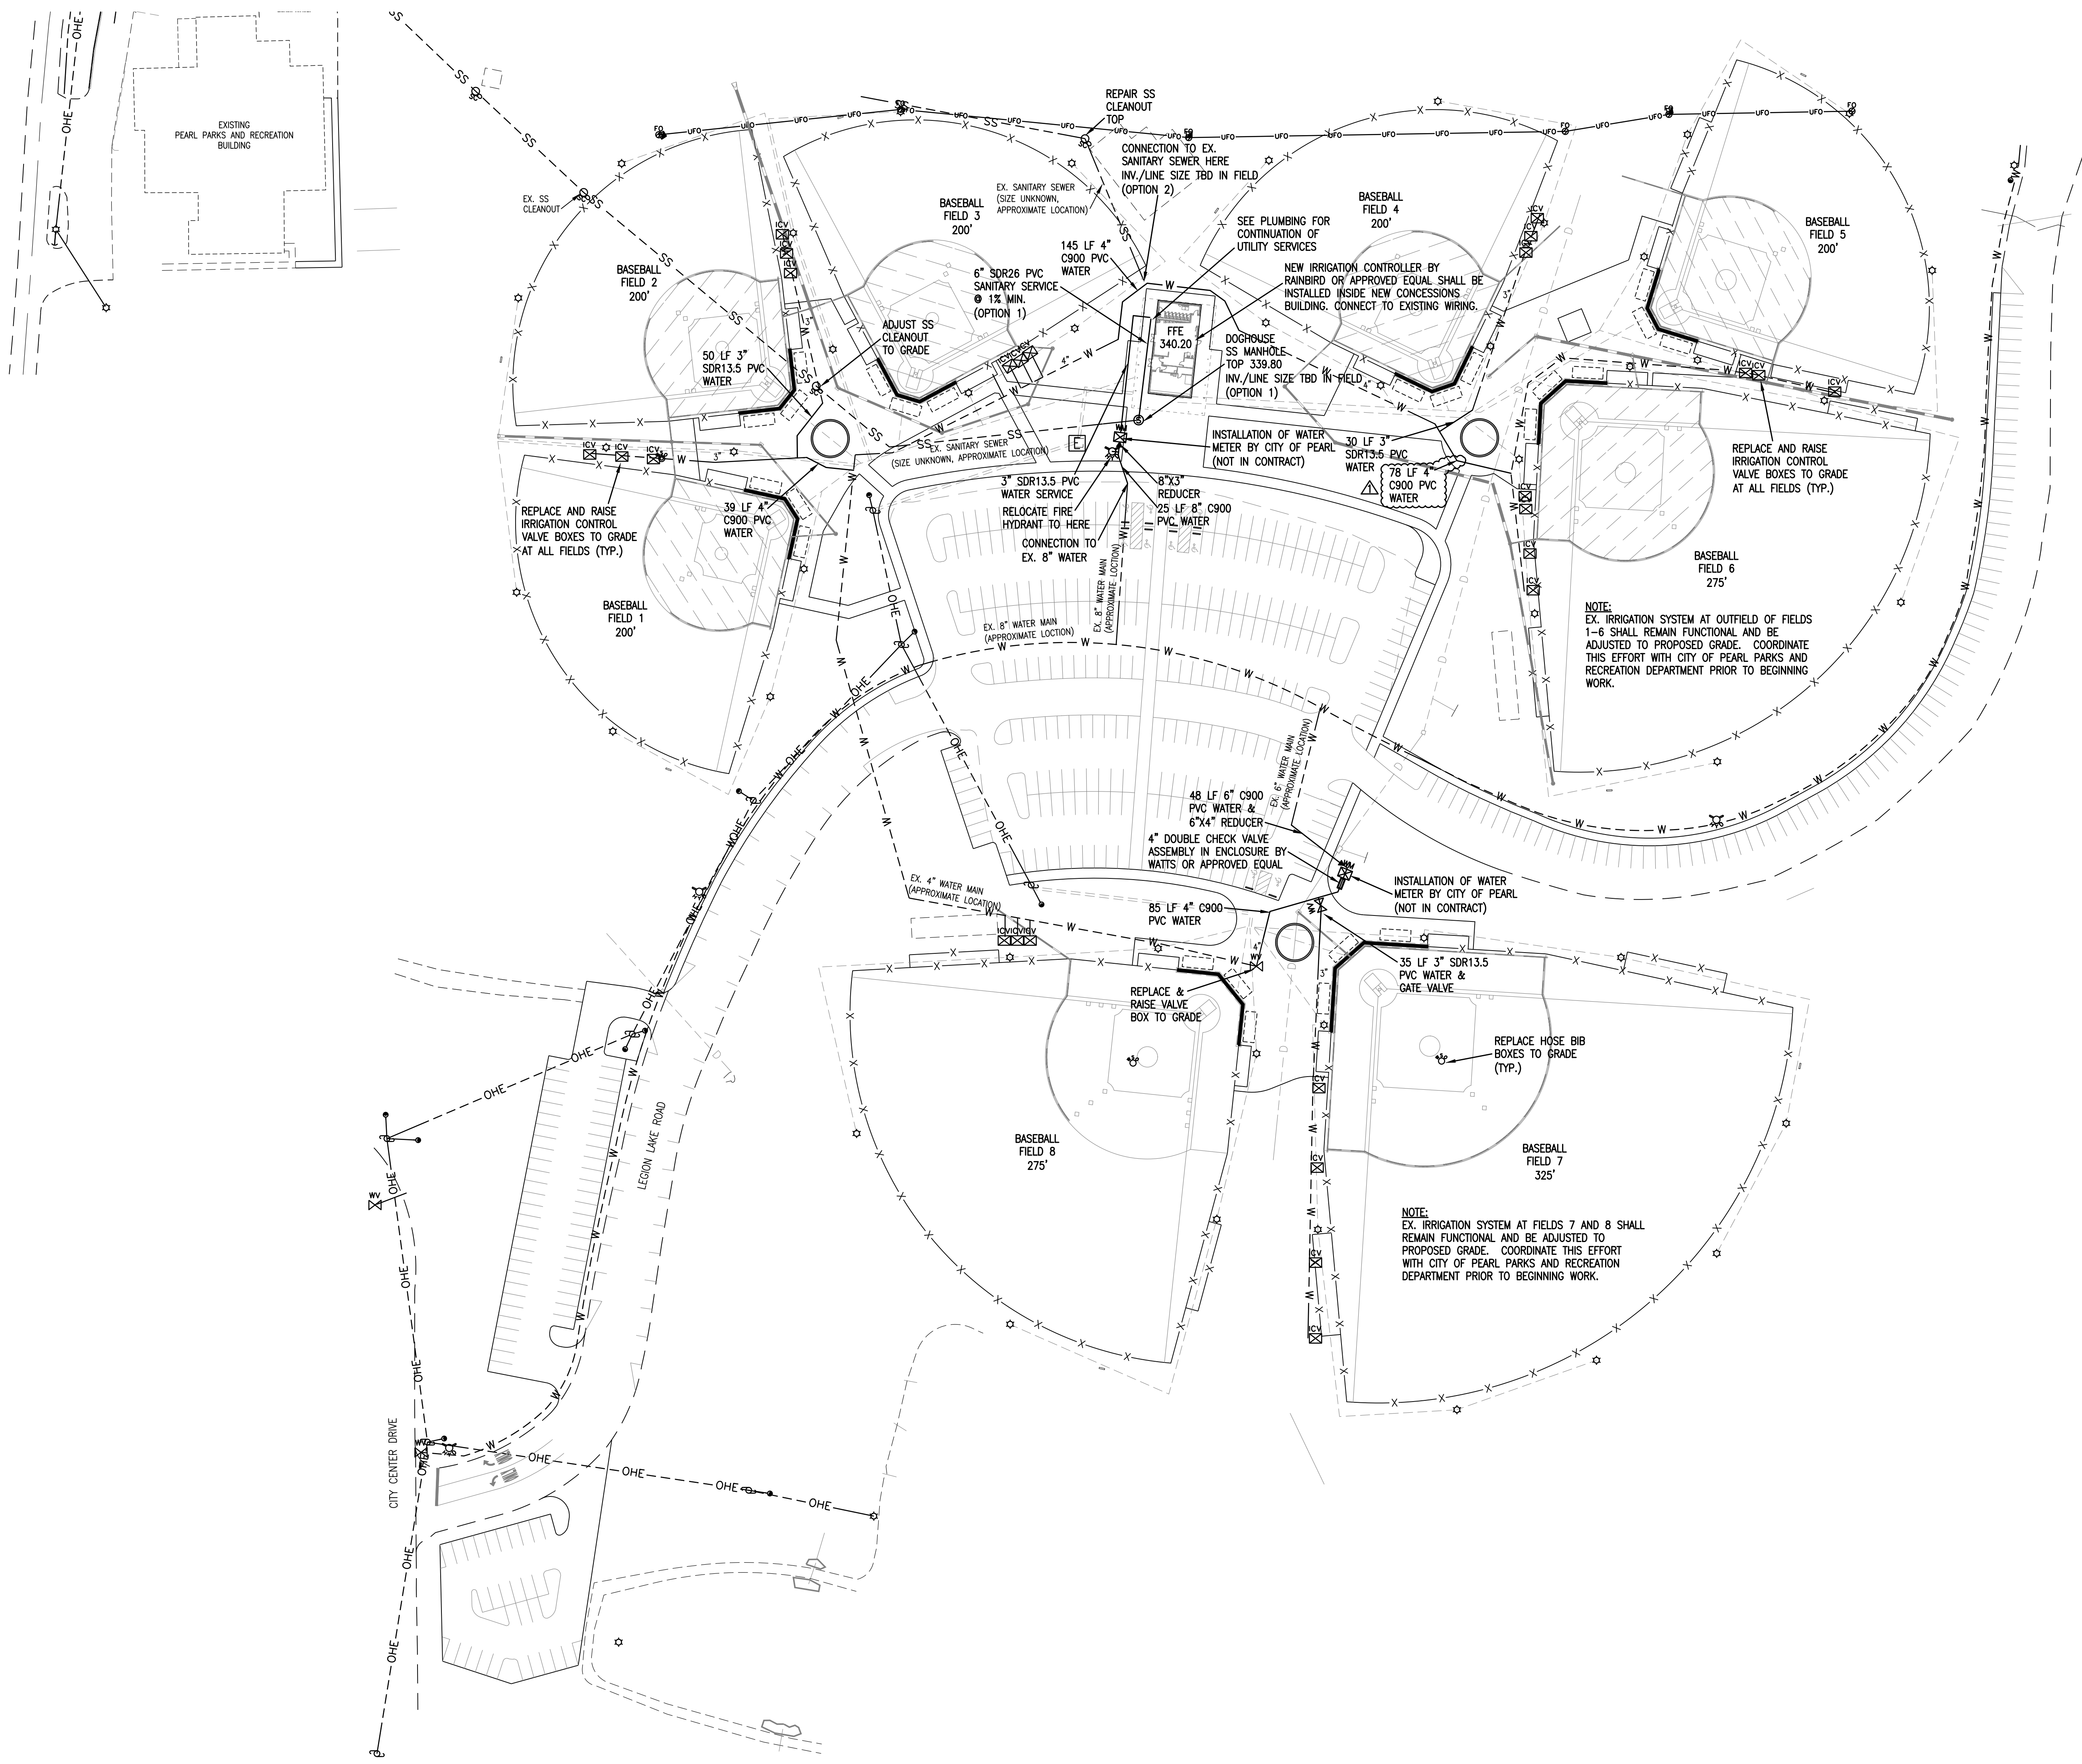 EXISTING
PEARL PARKS AND RECREATION
BUILDING
OHE
OHE
SS
SS
SS
EX. SS
CLEANOUT
REPAIR SS
CLEANOUT
TOP
CONNECTION TO EX.
SANITARY SEWER HERE
INV./LINE SIZE TBD IN FIELD
(OPTION 2)
EX. SANITARY SEWER
(SIZE UNKNOWN,
APPROXIMATE LOCATION)
SEE PLUMBING FOR
CONTINUATION OF
UTILITY SERVICES
145 LF 4"
C900 PVC
WATER
6" SDR26 PVC
SANITARY SERVICE
@ 1% MIN.
(OPTION 1)
NEW IRRIGATION CONTROLLER BY
RAINBIRD OR APPROVED EQUAL SHALL BE
INSTALLED INSIDE NEW CONCESSIONS
BUILDING. CONNECT TO EXISTING WIRING.
FFE
340.20
DOGHOUSE
SS MANHOLE
TOP 339.80
INV./LINE SIZE TBD IN FIELD
(OPTION 1)
BASEBALL
FIELD 3
200'
BASEBALL
FIELD 4
200'
BASEBALL
FIELD 5
200'
BASEBALL
FIELD 2
200'
ADJUST SS
CLEANOUT
TO GRADE
50 LF 3"
SDR13.5 PVC
WATER
EX. SANITARY SEWER
(SIZE UNKNOWN, APPROXIMATE LOCATION)
E
INSTALLATION OF WATER
METER BY CITY OF PEARL
(NOT IN CONTRACT)
30 LF 3"
SDR13.5 PVC
WATER
78 LF 4"
C900 PVC
WATER
1
REPLACE AND RAISE
IRRIGATION CONTROL
VALVE BOXES TO GRADE
AT ALL FIELDS (TYP.)
REPLACE AND RAISE
IRRIGATION CONTROL
VALVE BOXES TO GRADE
AT ALL FIELDS (TYP.)
39 LF 4"
C900 PVC
WATER
3" SDR13.5 PVC
WATER SERVICE
RELOCATE FIRE
HYDRANT TO HERE
CONNECTION TO
EX. 8" WATER
8"X3"
REDUCER
25 LF 8" C900
PVC WATER
BASEBALL
FIELD 1
200'
BASEBALL
FIELD 6
275'
EX. 8" WATER MAIN
(APPROXIMATE LOCTION)
EX. 8" WATER MAIN
(APPROXIMATE LOCTION)
NOTE:
EX. IRRIGATION SYSTEM AT OUTFIELD OF FIELDS
1-6 SHALL REMAIN FUNCTIONAL AND BE
ADJUSTED TO PROPOSED GRADE. COORDINATE
THIS EFFORT WITH CITY OF PEARL PARKS AND
RECREATION DEPARTMENT PRIOR TO BEGINNING
WORK.
EX. 6" WATER MAIN
(APPROXIMATE LOCATION)
48 LF 6" C900
PVC WATER &
6"X4" REDUCER
4" DOUBLE CHECK VALVE
ASSEMBLY IN ENCLOSURE BY
WATTS OR APPROVED EQUAL
INSTALLATION OF WATER
METER BY CITY OF PEARL
(NOT IN CONTRACT)
EX. 4" WATER MAIN
(APPROXIMATE LOCATION)
85 LF 4" C900
PVC WATER
REPLACE &
RAISE VALVE
BOX TO GRADE
35 LF 3" SDR13.5
PVC WATER &
GATE VALVE
REPLACE HOSE BIB
BOXES TO GRADE
(TYP.)
BASEBALL
FIELD 8
275'
BASEBALL
FIELD 7
325'
NOTE:
EX. IRRIGATION SYSTEM AT FIELDS 7 AND 8 SHALL
REMAIN FUNCTIONAL AND BE ADJUSTED TO
PROPOSED GRADE. COORDINATE THIS EFFORT
WITH CITY OF PEARL PARKS AND RECREATION
DEPARTMENT PRIOR TO BEGINNING WORK.
LEGION LAKE ROAD
CITY CENTER DRIVE
WV
OHE
OHE
OHE
OHE
OHE